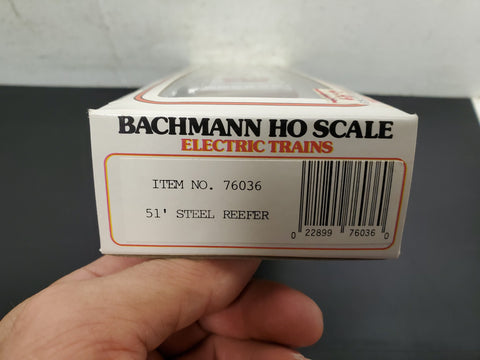 BACHMANN HO SCALE
ELECTRIC TRAINS
ITEM NO. 76036
51' STEEL REEFER
0 22899 76036 0